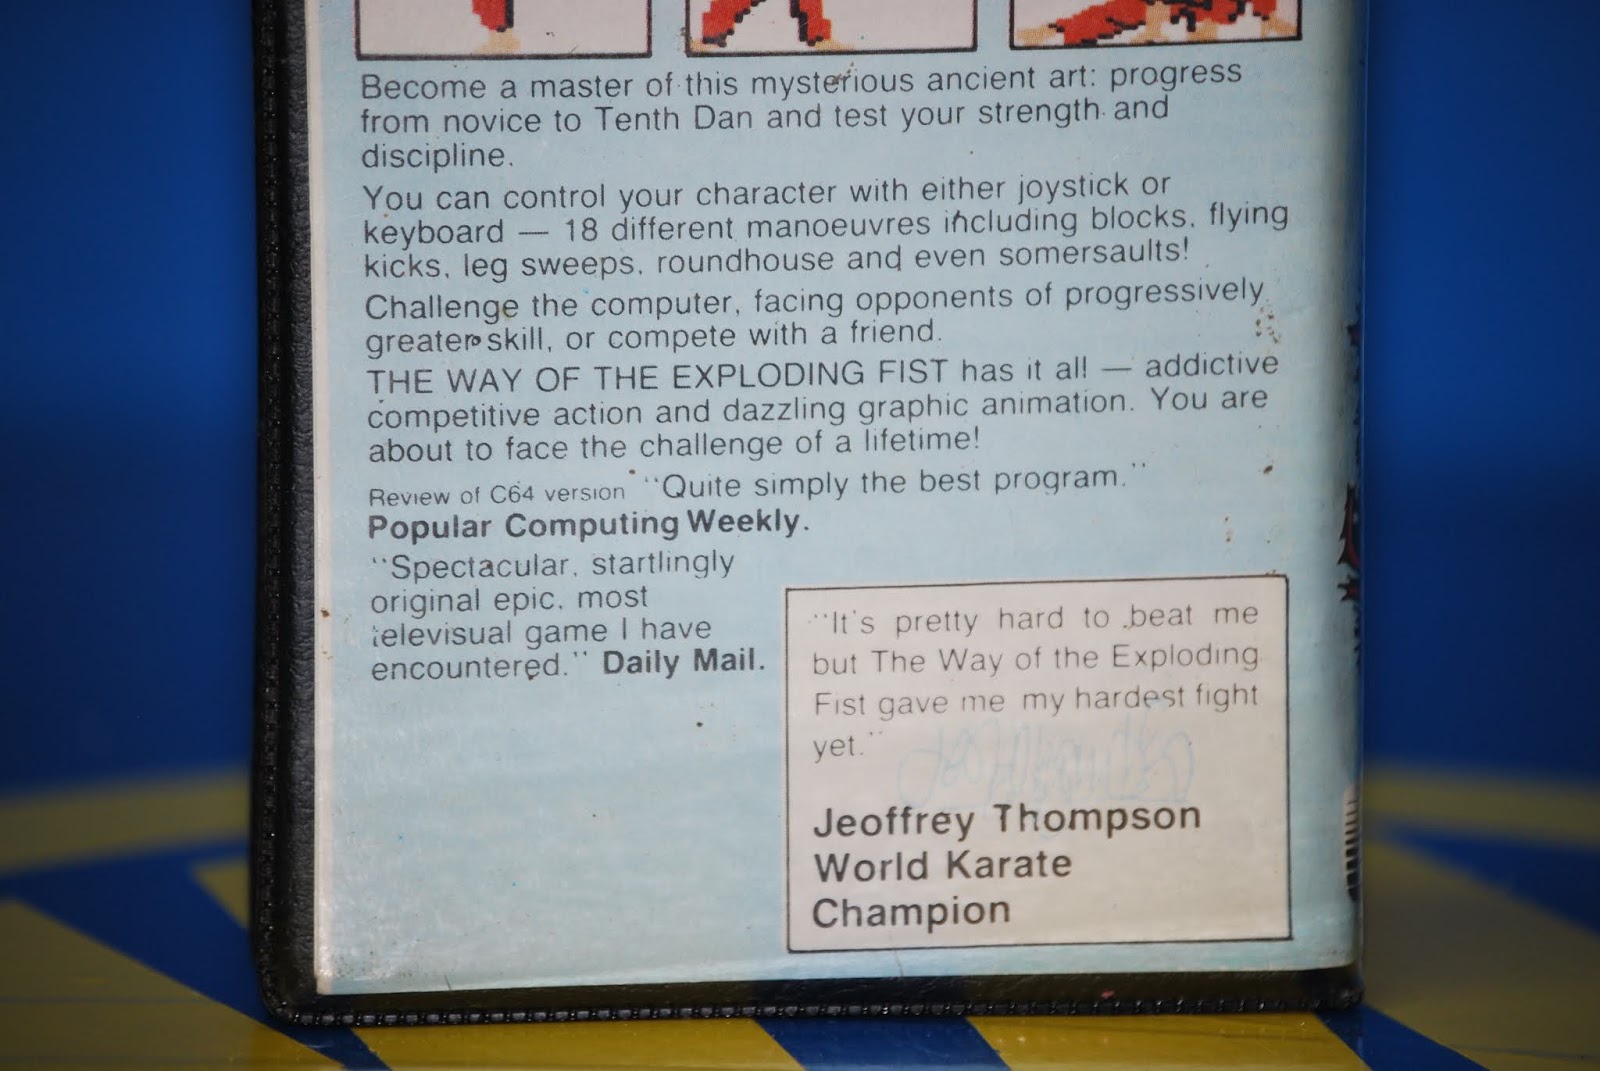 Become a master of this mysterious ancient art: progress
from novice to Tenth Dan and test your strength and
discipline.
You can control your character with either joystick or
keyboard — 18 different manoeuvres including blocks, flying
kicks, leg sweeps, roundhouse and even somersaults!
Challenge the computer, facing opponents of progressively
greater skill, or compete with a friend.
THE WAY OF THE EXPLODING FIST has it all — addictive
competitive action and dazzling graphic animation. You are
about to face the challenge of a lifetime!
Review of C64 version "Quite simply the best program."
Popular Computing Weekly.
"Spectacular, startlingly
original epic, most
televisual game I have
encountered." Daily Mail.
"It's pretty hard to beat me
but The Way of the Exploding
Fist gave me my hardest fight
yet."
Jeoffrey Thompson
World Karate
Champion